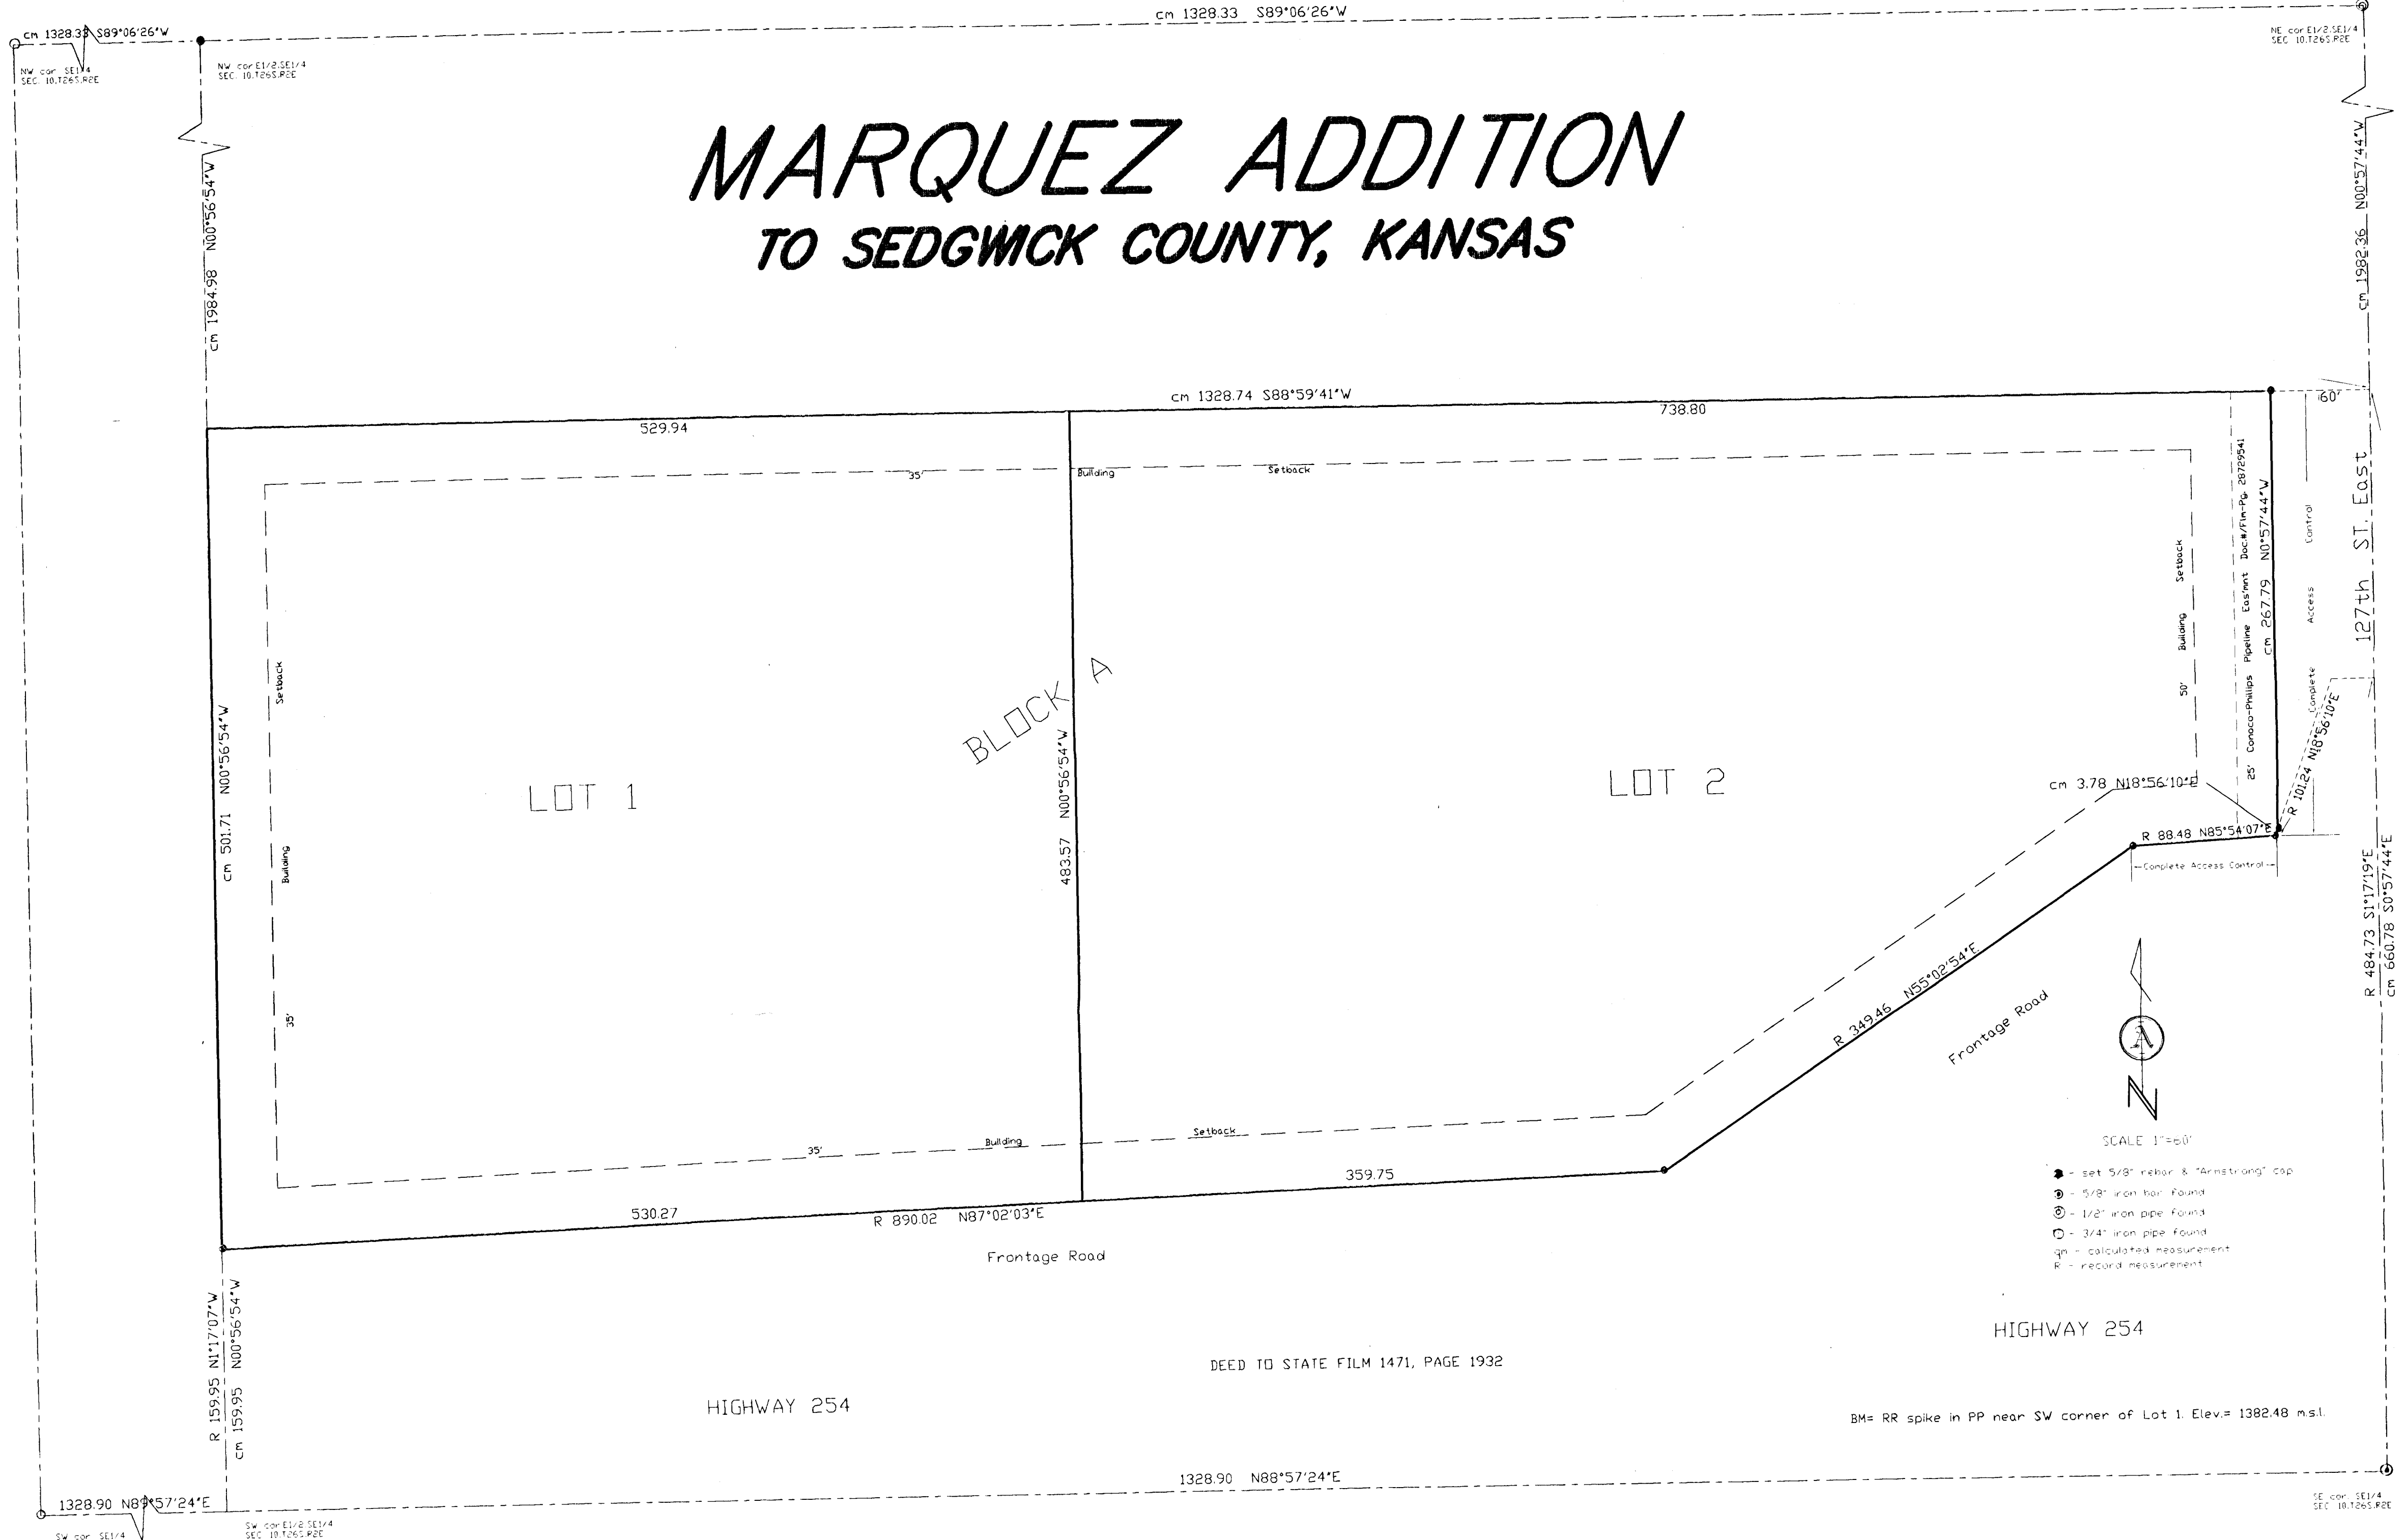 cm 1328.33 S89°06'26"W
cm 1328.33 S89°06'26"W
NW cor SE1/4
SEC. 10,T26S,R2E
NW cor E1/2,SE1/4
SEC. 10,T26S,R2E
NE cor E1/2,SE1/4
SEC 10,T26S,R2E
MARQUEZ ADDITION
TO SEDGWICK COUNTY, KANSAS
cm 1984.98 N00°56'54"W
cm 1982.36 N00°57'44"W
cm 1328.74 S88°59'41"W
529.94
738.80
60'
35'
Building
Setback
Setback
Building
35'
cm 501.71 N00°56'54"W
BLOCK A
LOT 1
483.57 N00°56'54"W
LOT 2
Setback
Building
50'
25' Conoco-Phillips Pipeline Eas'mnt Doc.#/Flm-Pg. 28729541
cm 267.79 N0°57'44"W
Complete Access Control
127th ST. East
R 101.24 N18°56'10"E
cm 3.78 N18°56'10"E
R 88.48 N85°54'07"E
Complete Access Control
R 484.73 S1°17'19"E
cm 660.78 S0°57'44"E
R 349.46 N55°02'54"E
Frontage Road
N
SCALE 1"=60'
- set 5/8" rebar & "Armstrong" cap
- 5/8" iron bar found
- 1/2" iron pipe found
- 3/4" iron pipe found
cm - calculated measurement
R - record measurement
35'
Building
Setback
530.27
359.75
R 890.02 N87°02'03"E
Frontage Road
R 159.95 N1°17'07"W
cm 159.95 N00°56'54"W
HIGHWAY 254
DEED TO STATE FILM 1471, PAGE 1932
HIGHWAY 254
BM= RR spike in PP near SW corner of Lot 1. Elev.= 1382.48 m.s.l.
1328.90 N88°57'24"E
1328.90 N89°57'24"E
SW cor SE1/4
SW cor E1/2,SE1/4
SEC 10,T26S,R2E
SE cor. SE1/4
SEC 10,T26S,R2E